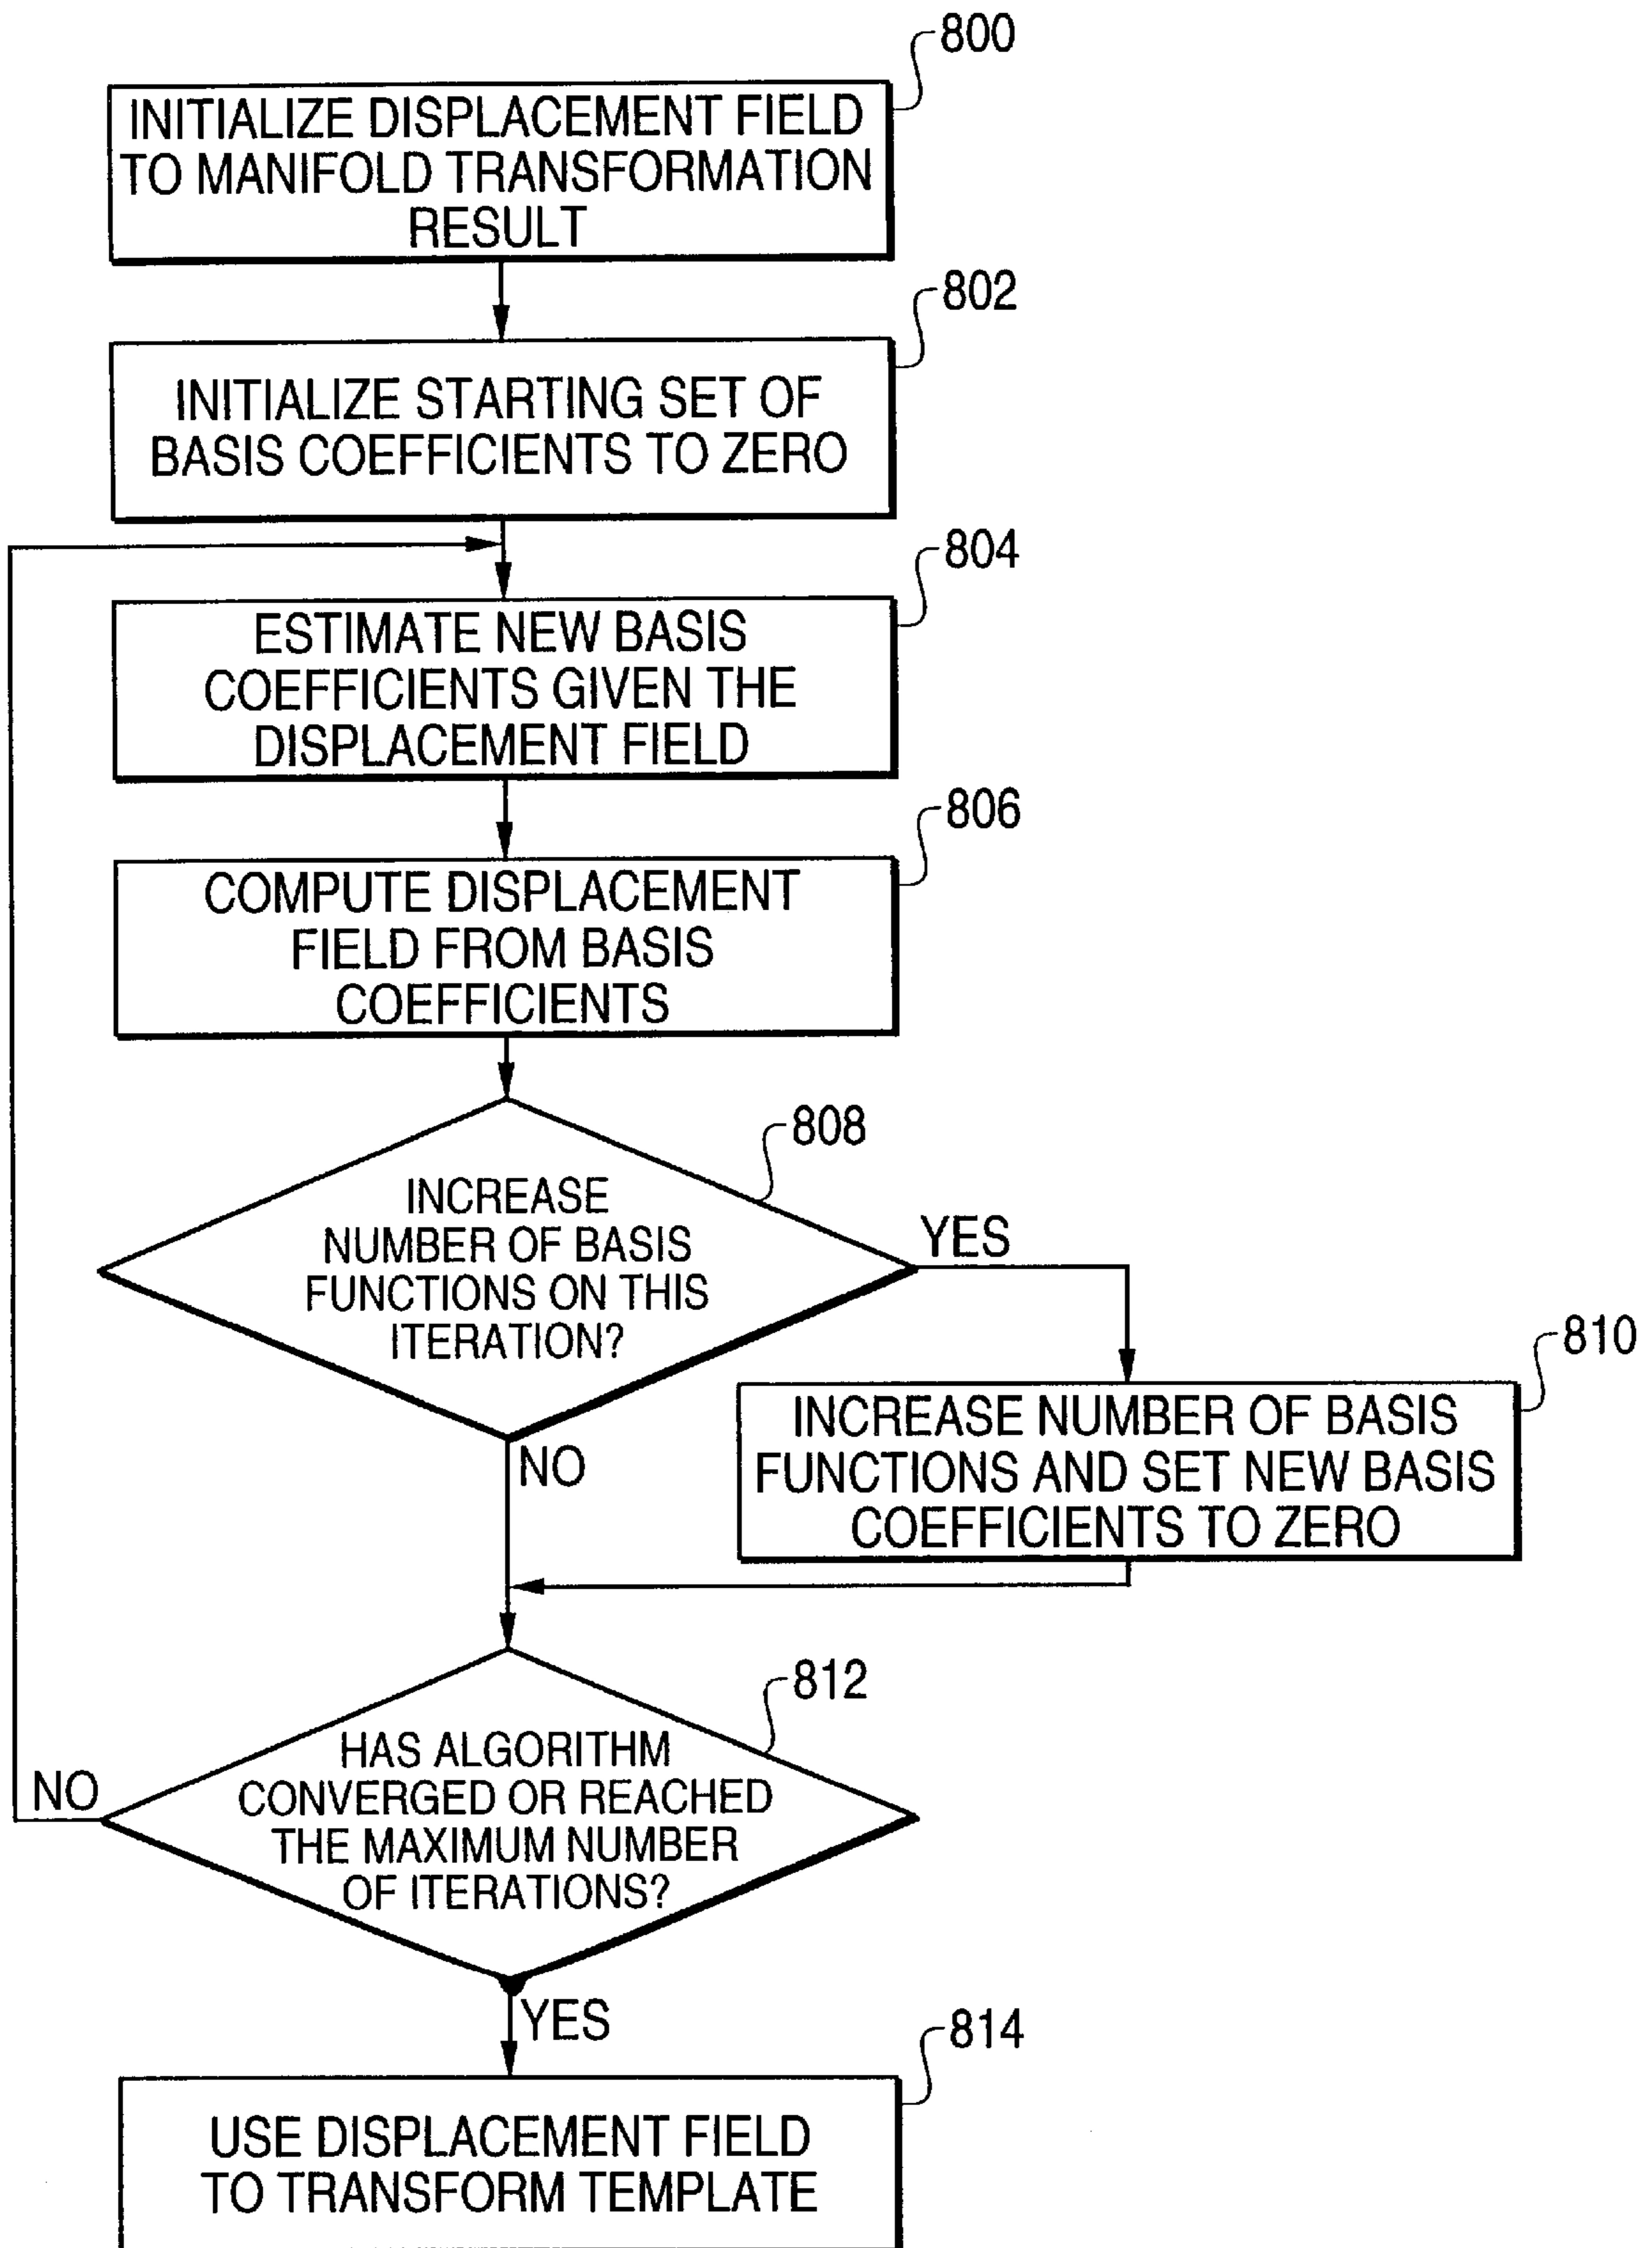 800
INITIALIZE DISPLACEMENT FIELD
TO MANIFOLD TRANSFORMATION
RESULT
802
INITIALIZE STARTING SET OF
BASIS COEFFICIENTS TO ZERO
804
ESTIMATE NEW BASIS
COEFFICIENTS GIVEN THE
DISPLACEMENT FIELD
806
COMPUTE DISPLACEMENT
FIELD FROM BASIS
COEFFICIENTS
808
INCREASE
NUMBER OF BASIS
FUNCTIONS ON THIS
ITERATION?
YES
NO
810
INCREASE NUMBER OF BASIS
FUNCTIONS AND SET NEW BASIS
COEFFICIENTS TO ZERO
812
HAS ALGORITHM
CONVERGED OR REACHED
THE MAXIMUM NUMBER
OF ITERATIONS?
NO
YES
814
USE DISPLACEMENT FIELD
TO TRANSFORM TEMPLATE